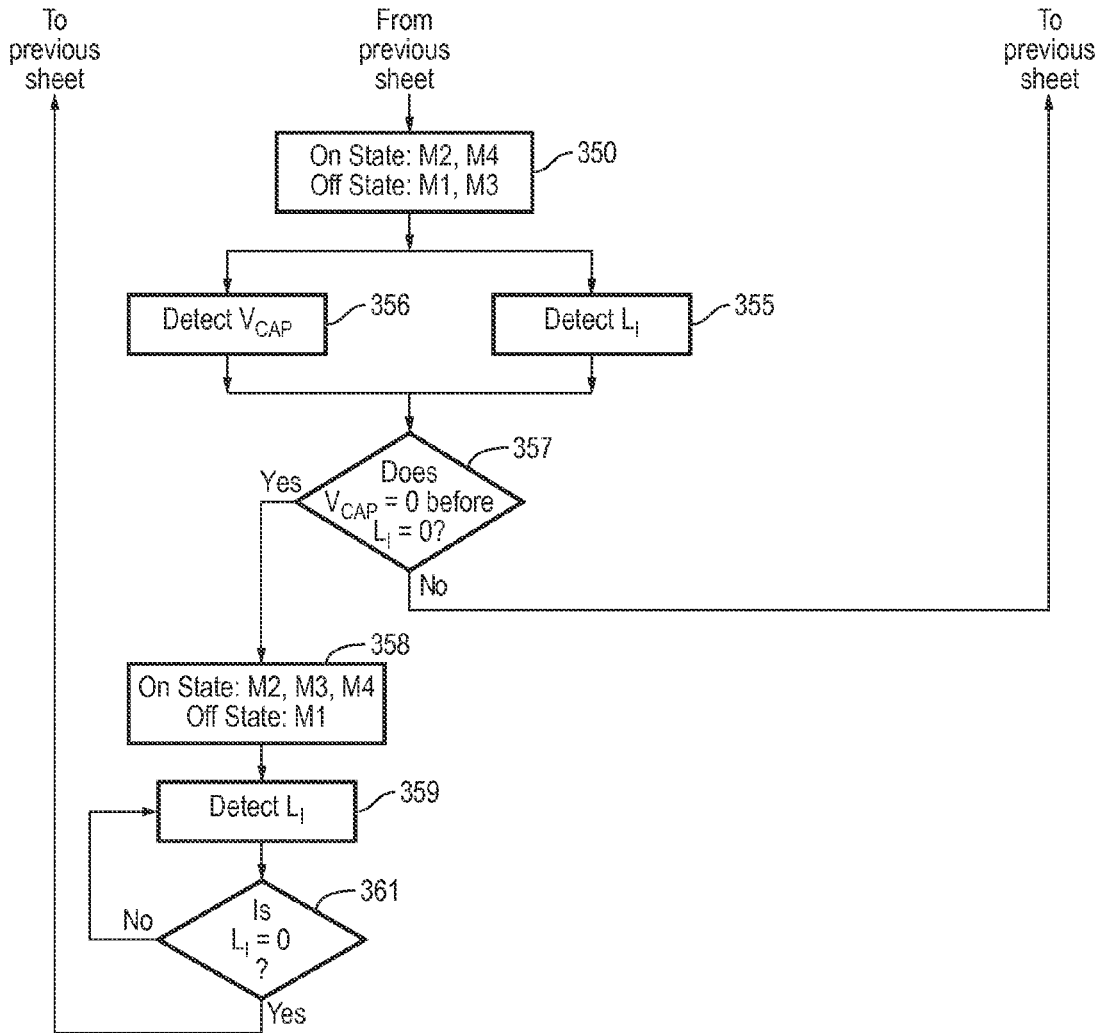 To
previous
sheet
From
previous
sheet
To
previous
sheet
On State: M2, M4
Off State: M1, M3
350
Detect V_CAP
356
Detect L_I
355
Does
V_CAP = 0 before
L_I = 0?
357
Yes
No
358
On State: M2, M3, M4
Off State: M1
Detect L_I
359
Is
L_I = 0
?
361
No
Yes